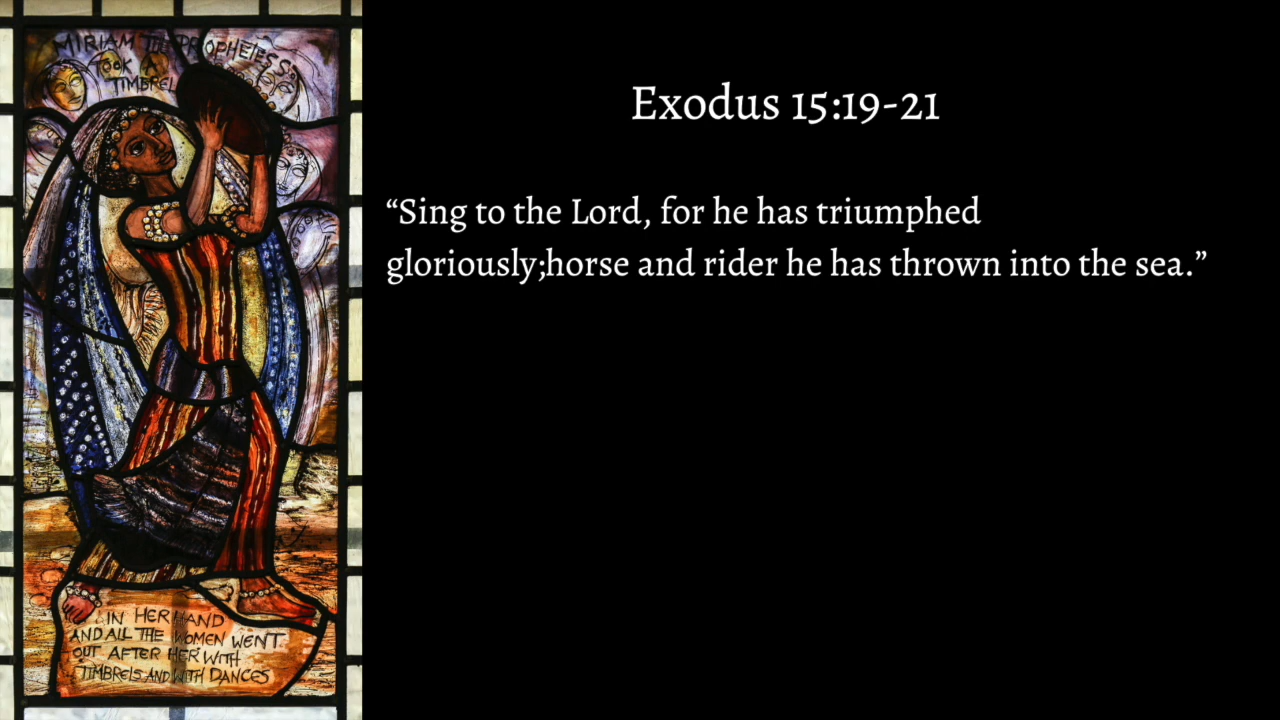 MIRIAM THE PROPHETESS
TOOK A
TIMBREL
IN HER HAND
AND ALL THE WOMEN WENT
OUT AFTER HER WITH
TIMBRELS AND WITH DANCES
Exodus 15:19-21
“Sing to the Lord, for he has triumphed
gloriously;horse and rider he has thrown into the sea.”